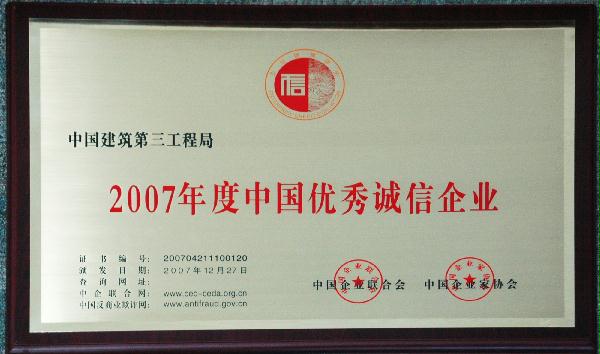 信
中国建筑第三工程局
2007年度中国优秀诚信企业
证书编号: 200704211100120
颁发日期: 2007年12月27日
查询网址:
中企联合网: www.cec-ceda.org.cn
中国反商业欺诈网: www.antifraud.gov.cn
中国企业联合会 中国企业家协会